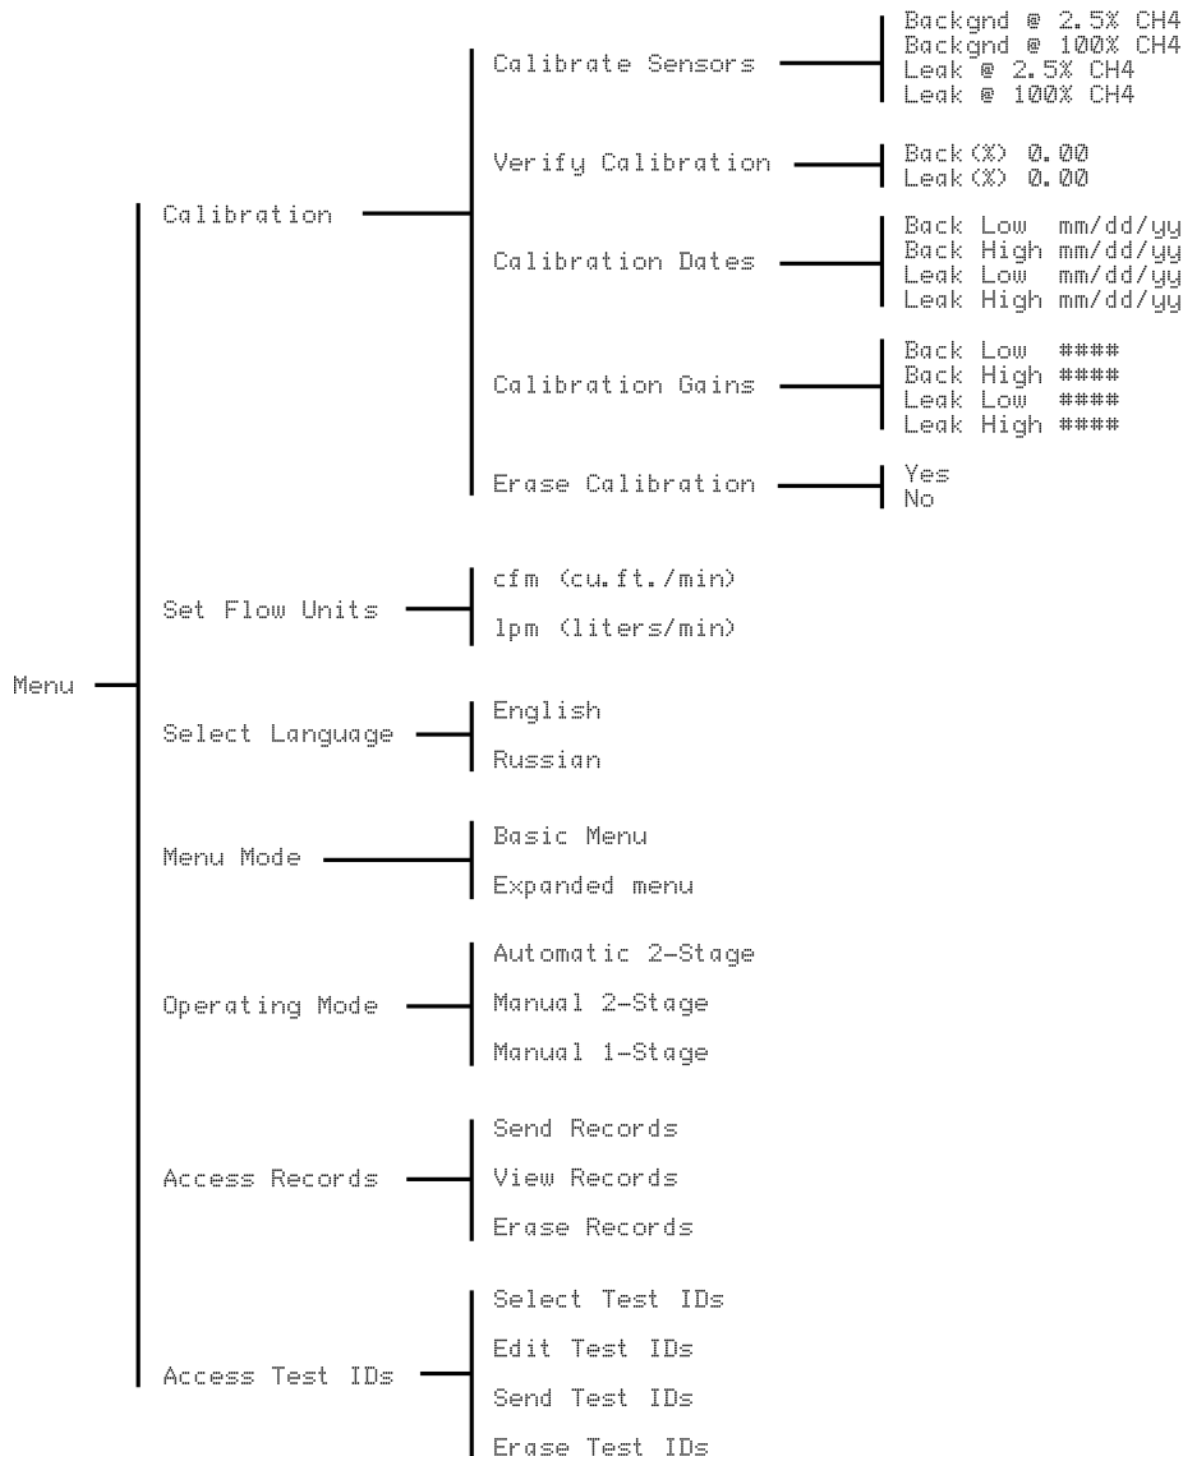 Menu
Calibration
Calibrate Sensors
Backgnd @ 2.5% CH4
Backgnd @ 100% CH4
Leak @ 2.5% CH4
Leak @ 100% CH4
Verify Calibration
Back(%) 0.00
Leak(%) 0.00
Calibration Dates
Back Low mm/dd/yy
Back High mm/dd/yy
Leak Low mm/dd/yy
Leak High mm/dd/yy
Calibration Gains
Back Low ####
Back High ####
Leak Low ####
Leak High ####
Erase Calibration
Yes
No
Set Flow Units
cfm (cu.ft./min)
lpm (liters/min)
Select Language
English
Russian
Menu Mode
Basic Menu
Expanded menu
Operating Mode
Automatic 2-Stage
Manual 2-Stage
Manual 1-Stage
Access Records
Send Records
View Records
Erase Records
Access Test IDs
Select Test IDs
Edit Test IDs
Send Test IDs
Erase Test IDs